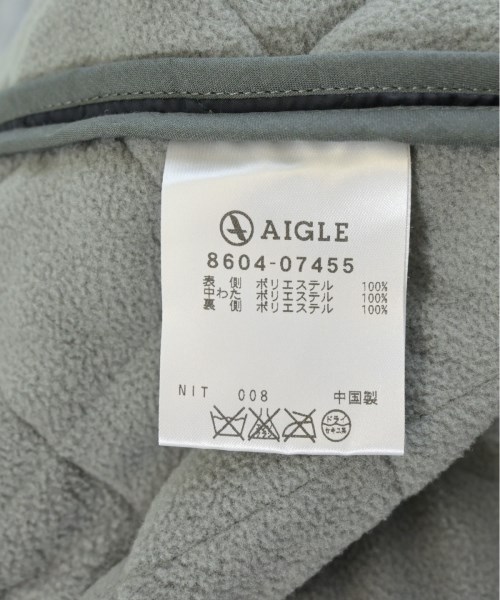 AIGLE
8604-07455
表 側 ポリエステル 100%
中わた ポリエステル 100%
裏 側 ポリエステル 100%
NIT 008 中国製
ドライ
セキユ系